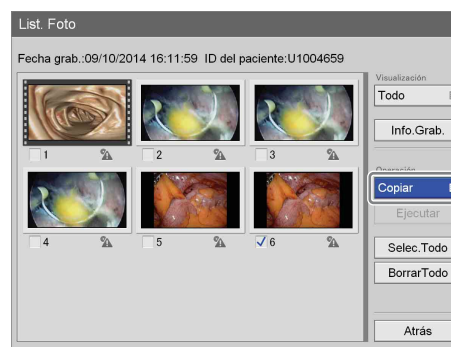 List. Foto
Fecha grab.:09/10/2014 16:11:59 ID del paciente:U1004659
Visualización
Todo
Info.Grab.
1
2
3
Operación
Copiar
Ejecutar
4
5
6
Selec.Todo
BorrarTodo
Atrás